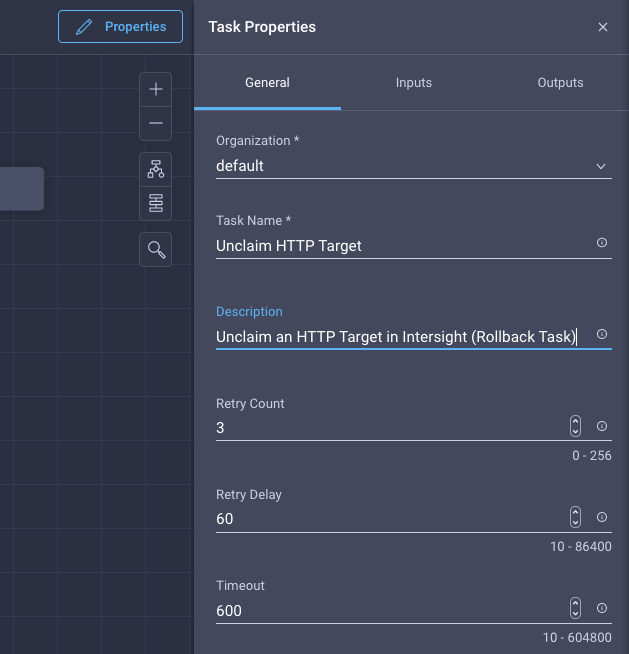 Properties
Task Properties
General Inputs Outputs
Organization *
default
Task Name *
Unclaim HTTP Target
Description
Unclaim an HTTP Target in Intersight (Rollback Task)
Retry Count
3
0 - 256
Retry Delay
60
10 - 86400
Timeout
600
10 - 604800